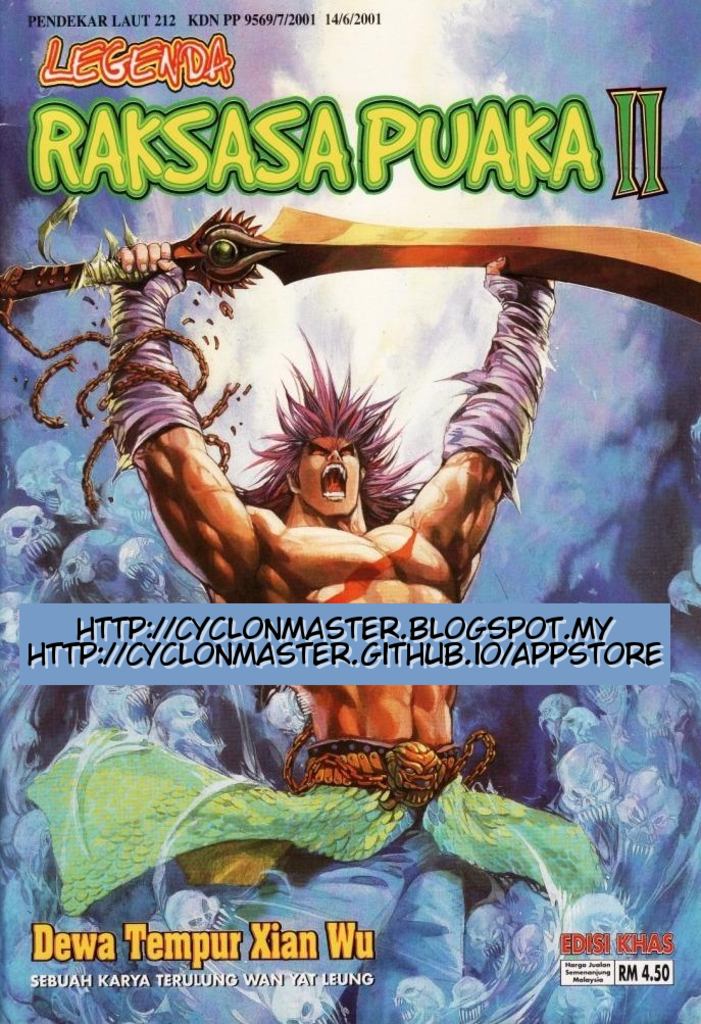 PENDEKAR LAUT 212 KDN PP 9569/7/2001 14/6/2001
LEGENDA
RAKSASA PUAKA II
HTTP://CYCLONMASTER.BLOGSPOT.MY
HTTP://CYCLONMASTER.GITHUB.IO/APPSTORE
Dewa Tempur Xian Wu
SEBUAH KARYA TERULUNG WAN YAT LEUNG
EDISI KHAS
Harga Jualan
Semenanjung
Malaysia
RM 4.50